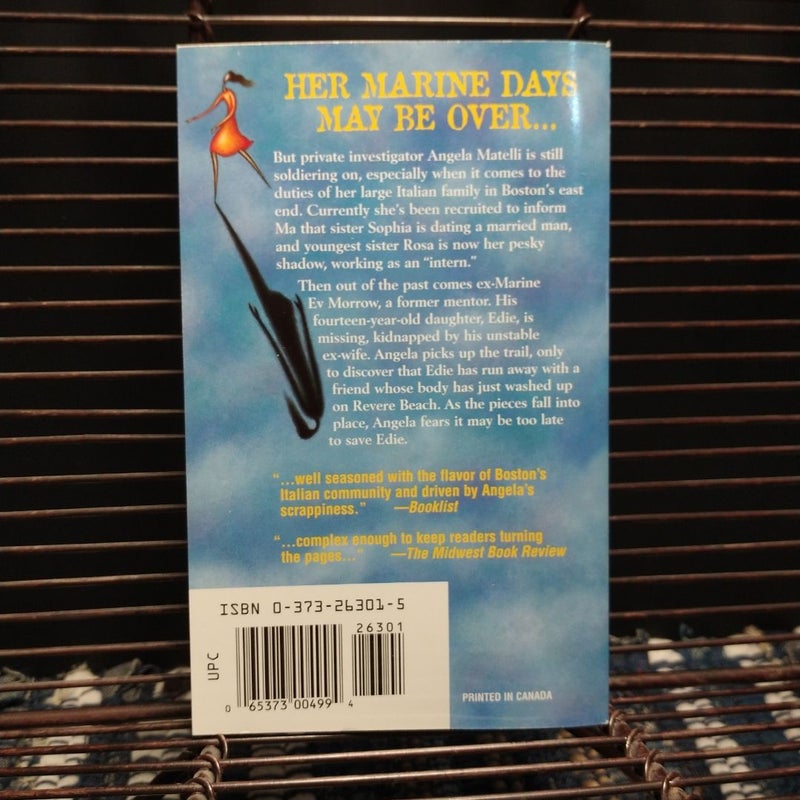 HER MARINE DAYS
MAY BE OVER...
But private investigator Angela Matelli is still
soldiering on, especially when it comes to the
duties of her large Italian family in Boston's east
end. Currently she's been recruited to inform
Ma that sister Sophia is dating a married man,
and youngest sister Rosa is now her pesky
shadow, working as an "intern."
Then out of the past comes ex-Marine
Ev Morrow, a former mentor. His
fourteen-year-old daughter, Edie, is
missing, kidnapped by his unstable
ex-wife. Angela picks up the trail, only
to discover that Edie has run away with a
friend whose body has just washed up
on Revere Beach. As the pieces fall into
place, Angela fears it may be too late
to save Edie.
"...well seasoned with the flavor of Boston's
Italian community and driven by Angela's
scrappiness." —Booklist
"...complex enough to keep readers turning
the pages..." —The Midwest Book Review
ISBN 0-373-26301-5
26301
UPC
0 65373 00499 4
PRINTED IN CANADA